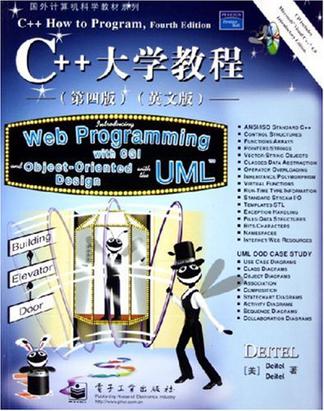 国外计算机科学教材系列
C++ How to Program, Fourth Edition
C++大学教程
（第四版）（英文版）
Introducing
Web Programming
with CGI
and Object-Oriented
Design with the UML™
Building
Elevator
Door
• ANSI/ISO STANDARD C++
• CONTROL STRUCTURES
• FUNCTIONS/ARRAYS
• POINTERS/STRINGS
• VECTOR/STRING OBJECTS
• CLASSES/DATA ABSTRACTION
• OPERATOR OVERLOADING
• INHERITANCE/POLYMORPHISM
• VIRTUAL FUNCTIONS
• RUN-TIME TYPE INFORMATION
• STANDARD STREAM I/O
• TEMPLATES/STL
• EXCEPTION HANDLING
• FILES/DATA STRUCTURES
• BITS/CHARACTERS
• NAMESPACES
• INTERNET/WEB RESOURCES
UML OOD CASE STUDY
• USE CASE DIAGRAMS
• CLASS DIAGRAMS
• OBJECT DIAGRAMS
• ASSOCIATION
• COMPOSITION
• STATECHART DIAGRAMS
• ACTIVITY DIAGRAMS
• SEQUENCE DIAGRAMS
• COLLABORATION DIAGRAMS
DEITEL
[美] Deitel
Deitel 著
电子工业出版社
Publishing House of Electronics Industry